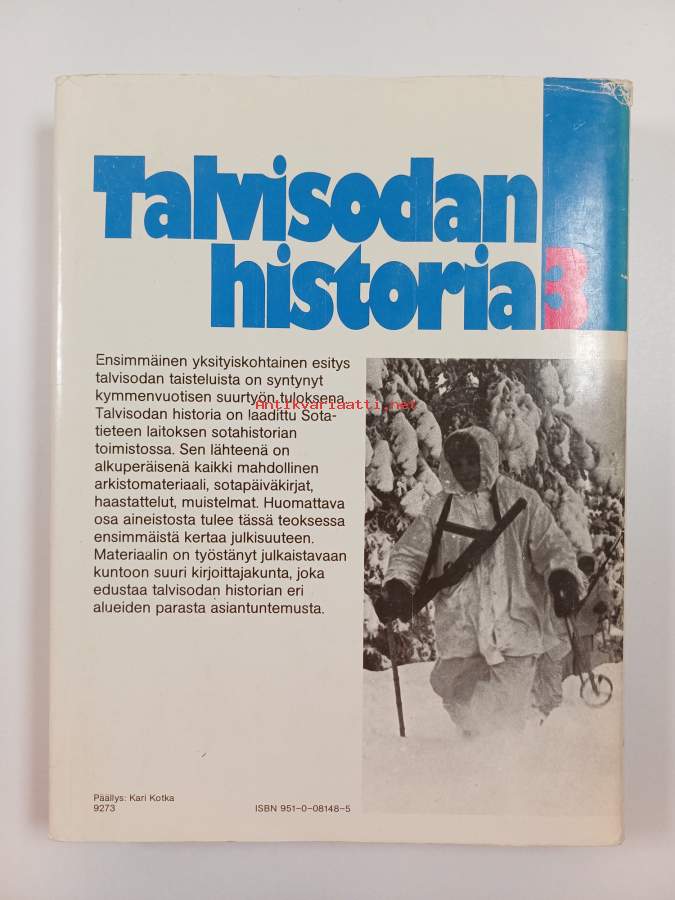 Talvisodan
historia 3
Ensimmäinen yksityiskohtainen esitys
talvisodan taisteluista on syntynyt
kymmenvuotisen suurtyön tuloksena.
Antikvariaatti.net
Talvisodan historia on laadittu Sota-
tieteen laitoksen sotahistorian
toimistossa. Sen lähteenä on
alkuperäisenä kaikki mahdollinen
arkistomateriaali, sotapäiväkirjat,
haastattelut, muistelmat. Huomattava
osa aineistosta tulee tässä teoksessa
ensimmäistä kertaa julkisuuteen.
Materiaalin on työstänyt julkaistavaan
kuntoon suuri kirjoittajakunta, joka
edustaa talvisodan historian eri
alueiden parasta asiantuntemusta.
Päällys: Kari Kotka
9273
ISBN 951-0-08148-5